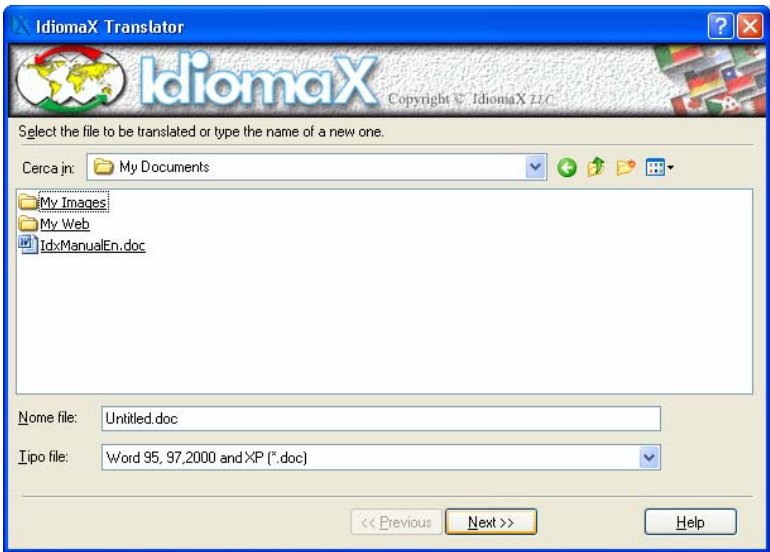 IdiomaX Translator
IdiomaX
Copyright © IdiomaX LLC
Select the file to be translated or type the name of a new one.
Cerca in: My Documents
My Images
My Web
IdxManualEn.doc
Nome file: Untitled.doc
Tipo file: Word 95, 97,2000 and XP (*.doc)
<< Previous Next >> Help